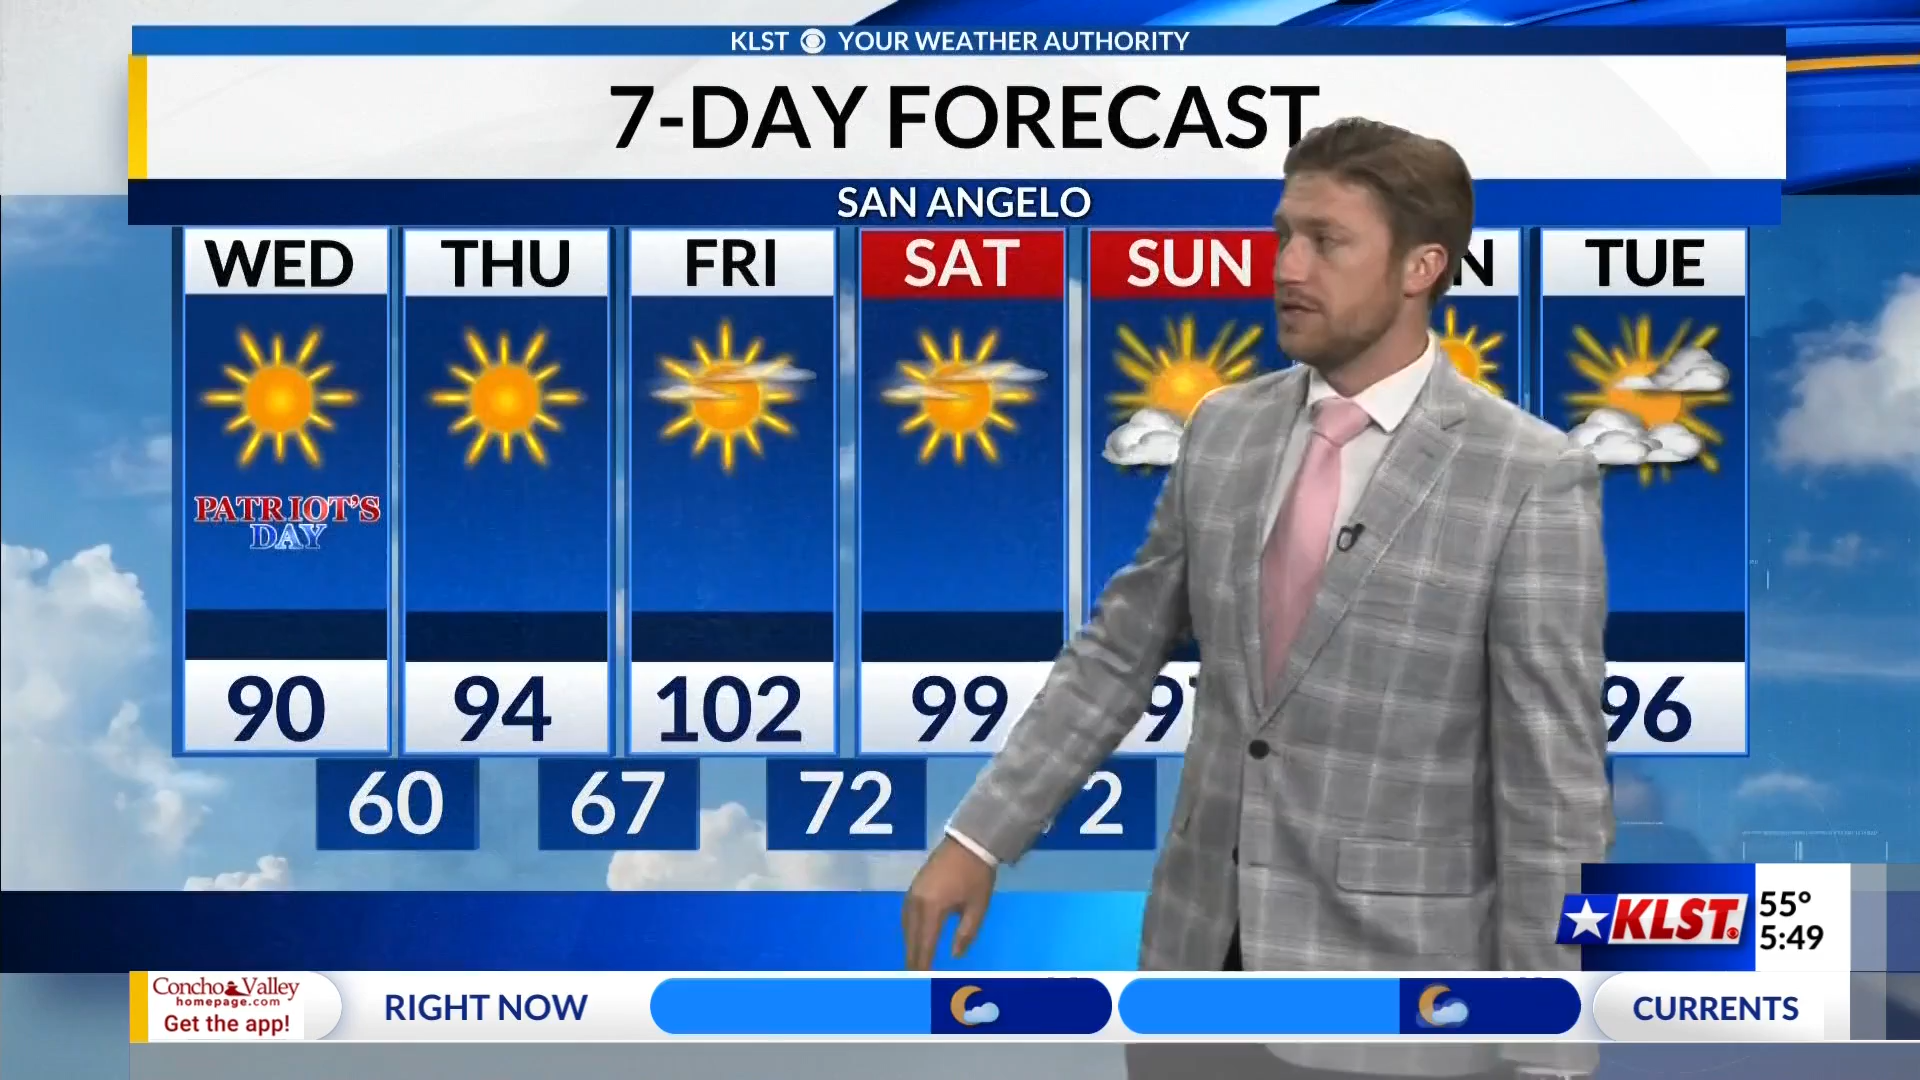 KLST YOUR WEATHER AUTHORITY
7-DAY FORECAST
SAN ANGELO
WED THU FRI SAT SUN TUE
PATRIOT'S
DAY
90 94 102 99 96
60 67 72
KLST
55°
5:49
Concho Valley
homepage.com
Get the app!
RIGHT NOW
CURRENTS